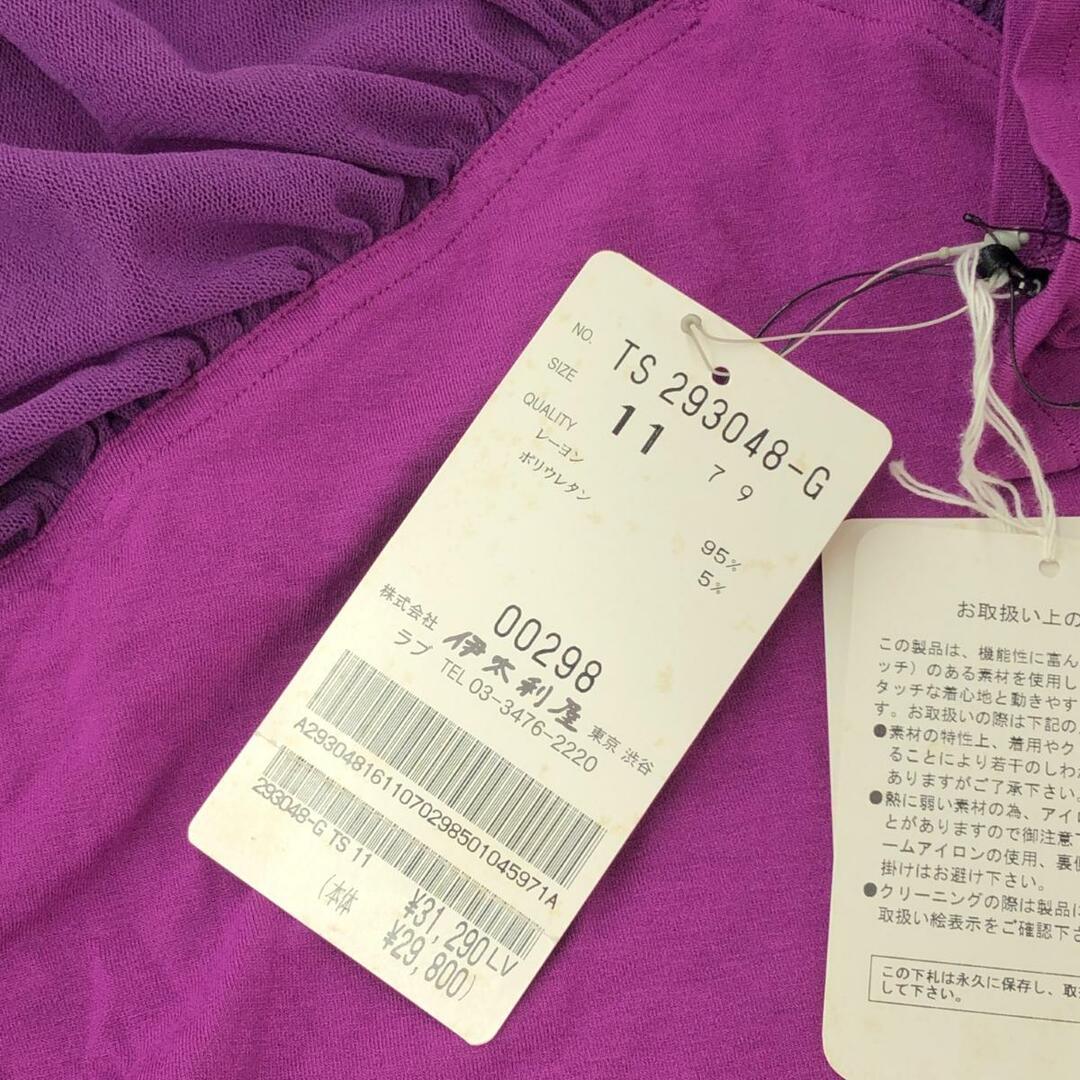 NO. TS 293048-G
SIZE 11 7 9
QUALITY
レーヨン 95%
ポリウレタン 5%
00298
株式会社 伊太利屋 東京 渋谷
ラブ TEL 03-3476-2220
A2930481611070298501045971A
293048-G TS 11
¥31,290LV
(本体 ¥29,800)
お取扱い上の
この製品は、機能性に富ん
ッチ)のある素材を使用し
タッチな着心地と動きやす
す。お取扱いの際は下記の
●素材の特性上、着用やク
ることにより若干のしわ
ありますがご了承下さい。
●熱に弱い素材の為、アイ
とがありますので御注意下
ームアイロンの使用、裏
掛けはお避け下さい。
●クリーニングの際は製品に
取扱い絵表示をご確認下さ
この下札は永久に保存し、取
して下さい。